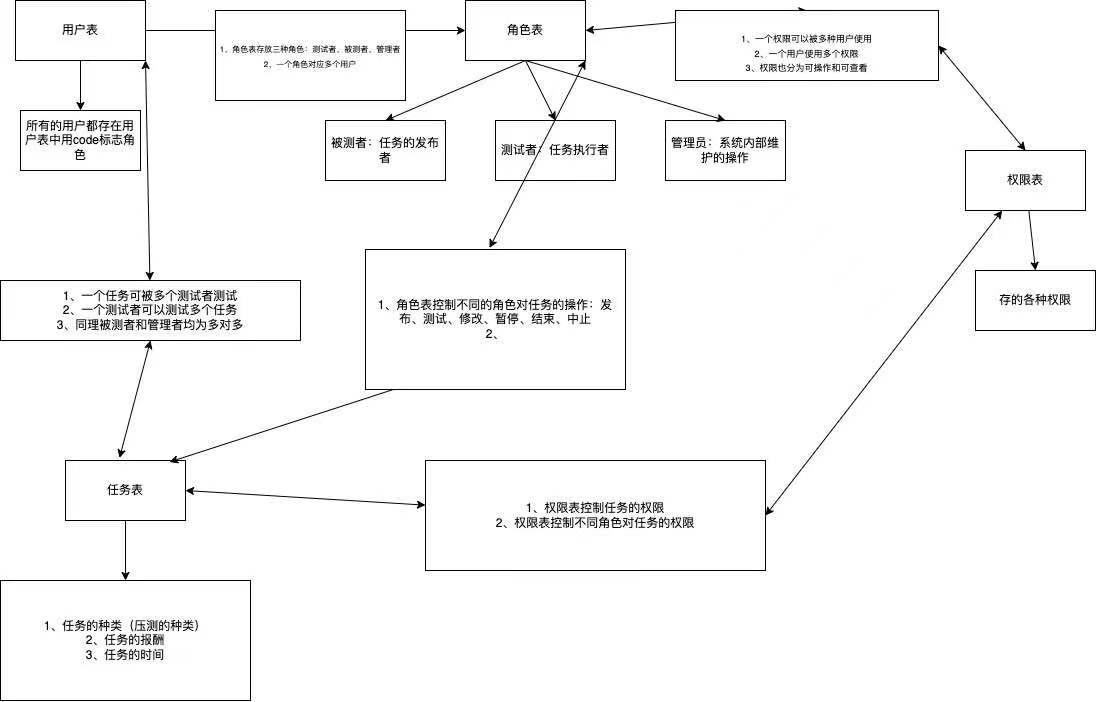 用户表
1、角色表存放三种角色：测试者、被测者、管理者
2、一个角色对应多个用户
角色表
1、一个权限可以被多种用户使用
2、一个用户使用多个权限
3、权限也分为可操作和可查看
所有的用户都存在用
户表中用code标志角
色
被测者：任务的发布
者
测试者：任务执行者
管理员：系统内部维
护的操作
权限表
存的各种权限
1、一个任务可被多个测试者测试
2、一个测试者可以测试多个任务
3、同理被测者和管理者均为多对多
1、角色表控制不同的角色对任务的操作：发
布、测试、修改、暂停、结束、中止
2、
任务表
1、权限表控制任务的权限
2、权限表控制不同角色对任务的权限
1、任务的种类（压测的种类）
2、任务的报酬
3、任务的时间